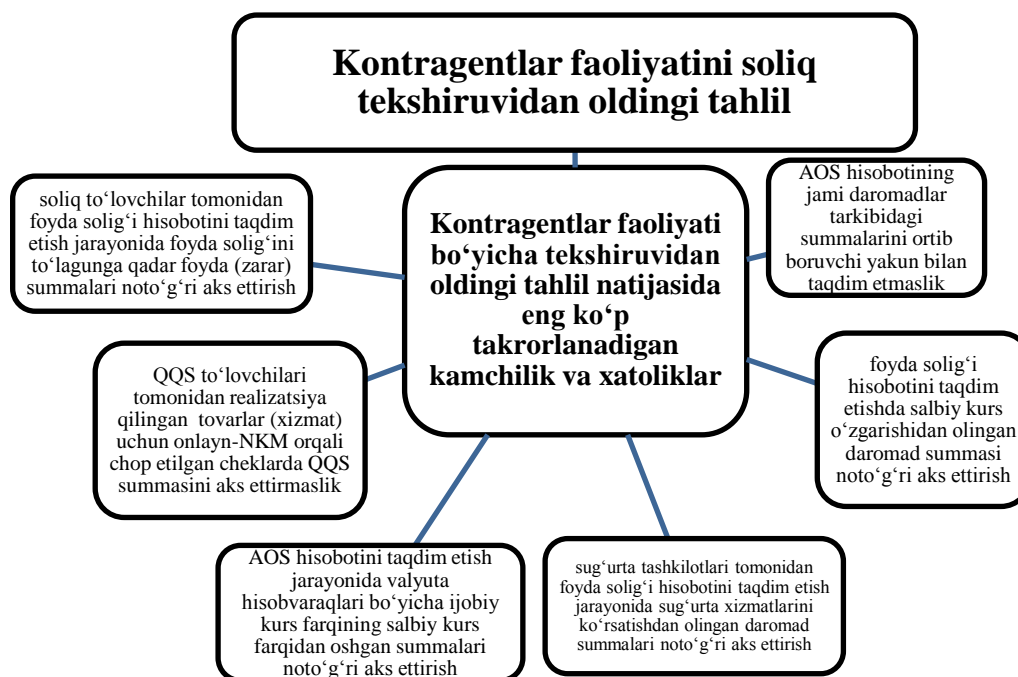 Kontragentlar faoliyatini soliq
tekshiruvidan oldingi tahlil
soliq to‘lovchilar tomonidan
foyda solig‘i hisobotini taqdim
etish jarayonida foyda solig‘ini
to‘lagunga qadar foyda (zarar)
summalari noto‘g‘ri aks ettirish
Kontragentlar faoliyati
bo‘yicha tekshiruvidan
oldingi tahlil natijasida
eng ko‘p
takrorlanadigan
kamchilik va xatoliklar
AOS hisobotining
jami daromadlar
tarkibidagi
summalarini ortib
boruvchi yakun bilan
taqdim etmaslik
QQS to‘lovchilari
tomonidan realizatsiya
qilingan tovarlar (xizmat)
uchun onlayn-NKM orqali
chop etilgan cheklarda QQS
summasini aks ettirmaslik
foyda solig‘i
hisobotini taqdim
etishda salbiy kurs
o‘zgarishidan olingan
daromad summasi
noto‘g‘ri aks ettirish
AOS hisobotini taqdim etish
jarayonida valyuta
hisobvaraqlari bo‘yicha ijobiy
kurs farqining salbiy kurs
farqidan oshgan summalari
noto‘g‘ri aks ettirish
sug‘urta tashkilotlari tomonidan
foyda solig‘i hisobotini taqdim etish
jarayonida sug‘urta xizmatlarini
ko‘rsatishdan olingan daromad
summalari noto‘g‘ri aks ettirish